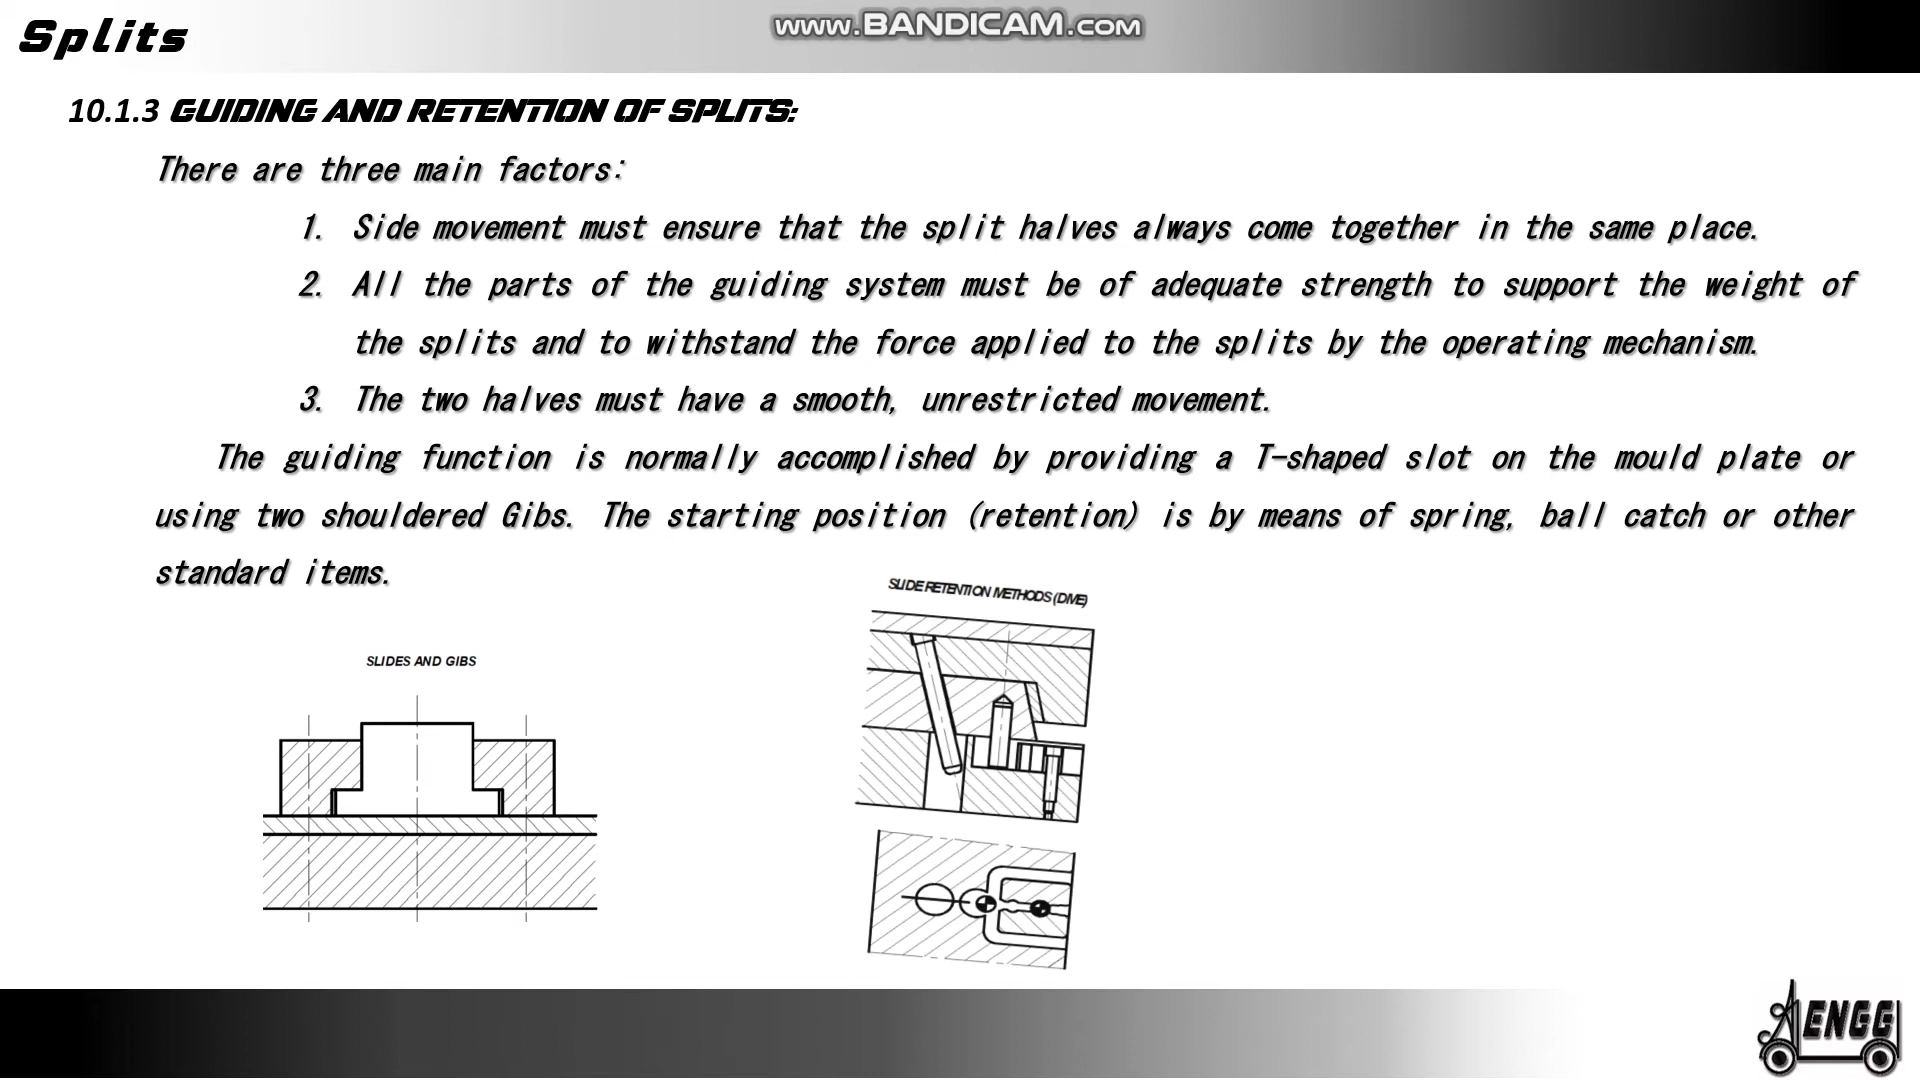 Splits
www.BANDICAM.com
10.1.3 GUIDING AND RETENTION OF SPLITS:
There are three main factors:
1. Side movement must ensure that the split halves always come together in the same place.
2. All the parts of the guiding system must be of adequate strength to support the weight of
the splits and to withstand the force applied to the splits by the operating mechanism.
3. The two halves must have a smooth, unrestricted movement.
The guiding function is normally accomplished by providing a T-shaped slot on the mould plate or
using two shouldered Gibs. The starting position (retention) is by means of spring, ball catch or other
standard items.
SLIDE RETENTION METHODS (DME)
SLIDES AND GIBS
ENGG